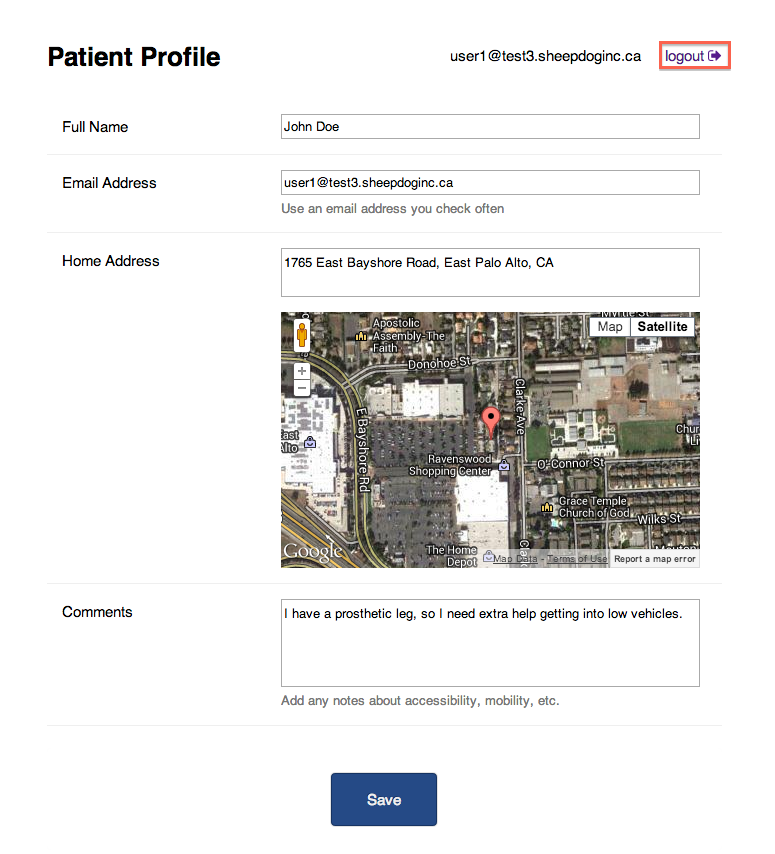 Patient Profile
user1@test3.sheepdoginc.ca logout
Full Name
John Doe
Email Address
user1@test3.sheepdoginc.ca
Use an email address you check often
Home Address
1765 East Bayshore Road, East Palo Alto, CA
Myrtle St
Map Satellite
Apostolic
Assembly-The
Faith
Donohoe St
Clarke Ave
E Bayshore Rd
East
Alto
Ravenswood
Shopping Center
O'Connor St
Grace Temple
Church of God
Wilks St
The Home
Depot
Google
Map Data - Terms of Use Report a map error
Comments
I have a prosthetic leg, so I need extra help getting into low vehicles.
Add any notes about accessibility, mobility, etc.
Save